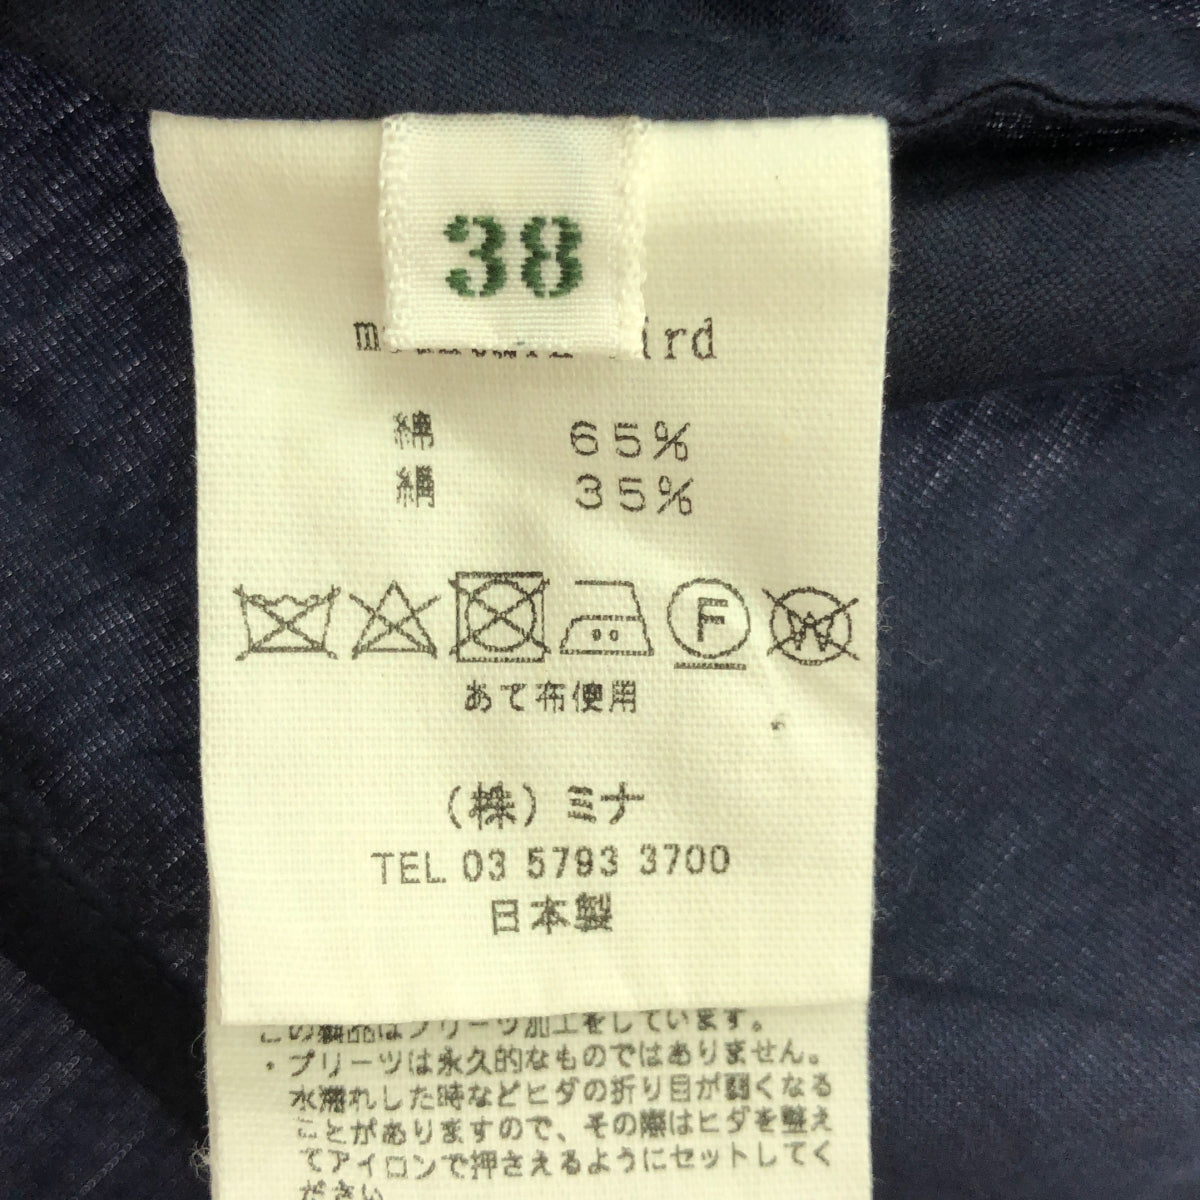 38
綿 65%
絹 35%
F
W
あて布使用
(株) ミナ
TEL 03 5793 3700
日本製
この製品はプリーツ加工をしています。
・プリーツは永久的なものではありません。
水濡れした時などヒダの折り目が弱くなる
ことがありますので、その際はヒダを整え
てアイロンで押さえるようにセットしてく
ださい